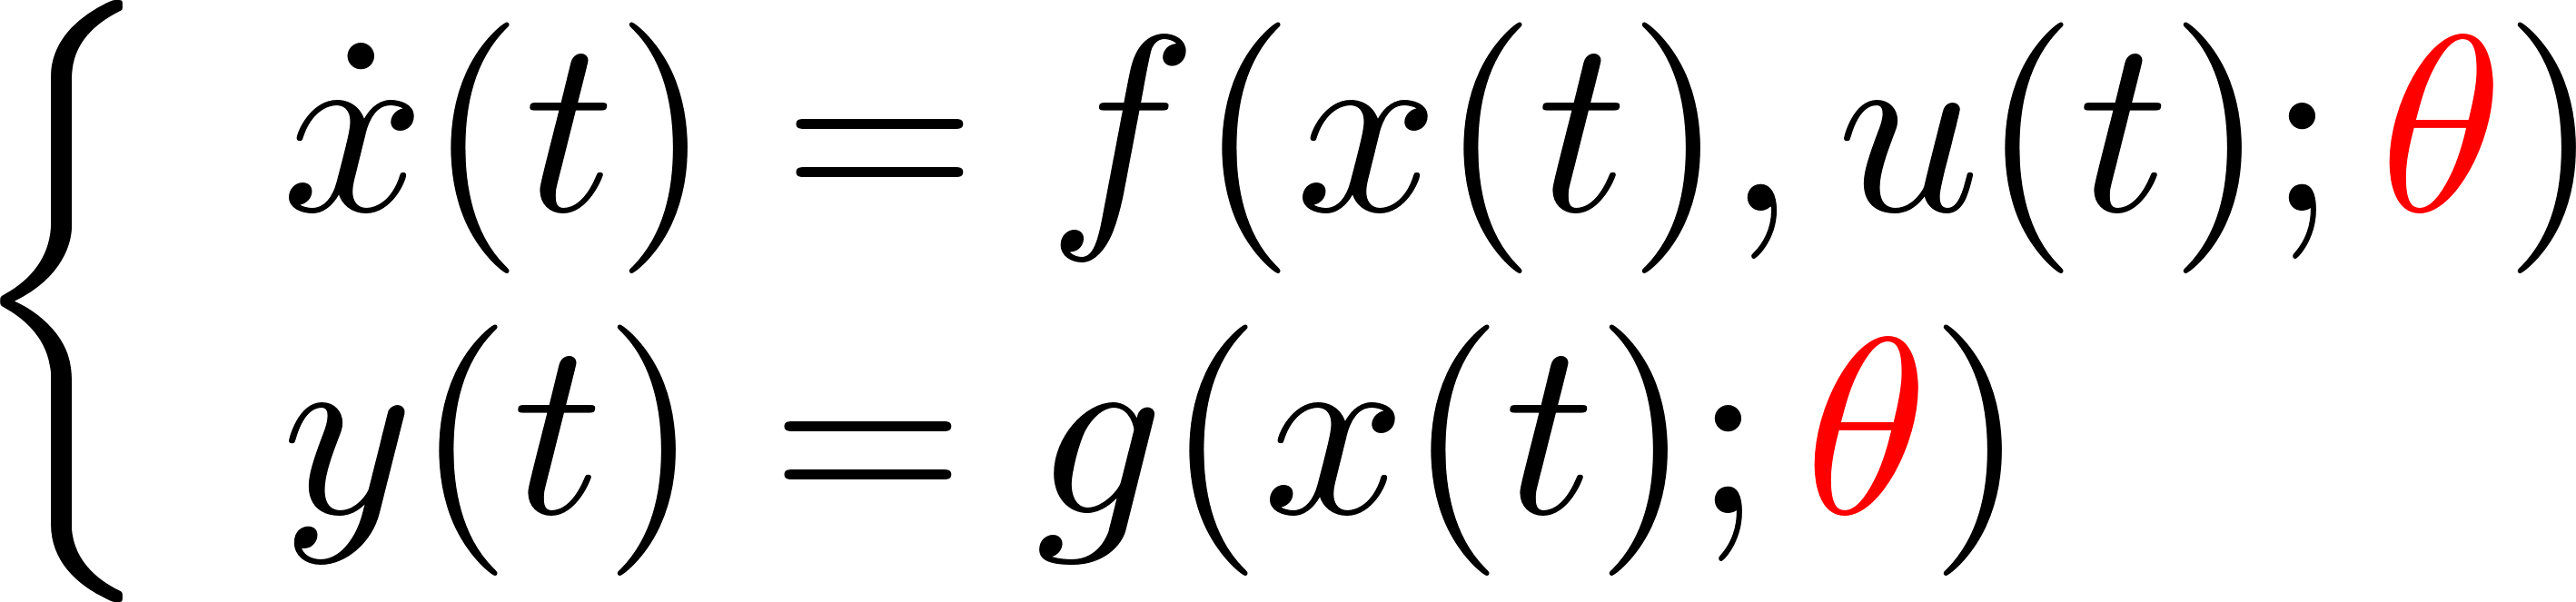 ẋ(t) = f(x(t), u(t); θ)
y(t) = g(x(t); θ)